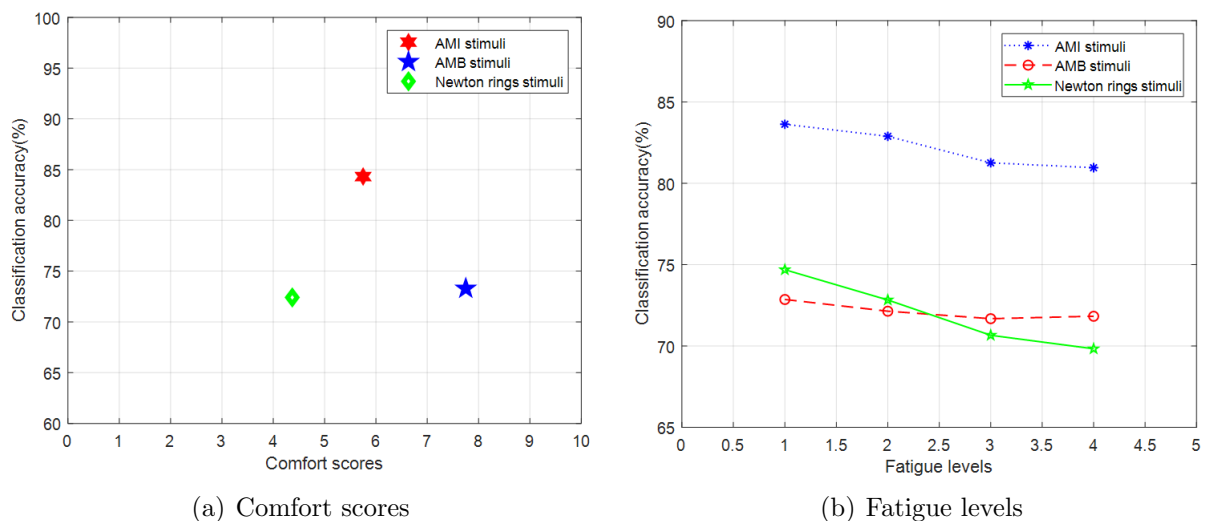 100
95
90
85
80
75
70
65
60
0 1 2 3 4 5 6 7 8 9 10
Classification accuracy(%)
Comfort scores
AMI stimuli
AMB stimuli
Newton rings stimuli
(a) Comfort scores
90
85
80
75
70
65
0 0.5 1 1.5 2 2.5 3 3.5 4 4.5 5
Classification accuracy(%)
Fatigue levels
AMI stimuli
AMB stimuli
Newton rings stimuli
(b) Fatigue levels